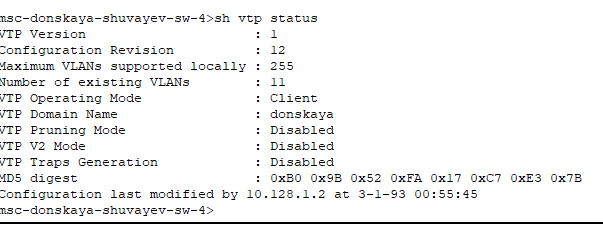 msc-donskaya-shuvayev-sw-4>sh vtp status
VTP Version : 1
Configuration Revision : 12
Maximum VLANs supported locally : 255
Number of existing VLANs : 11
VTP Operating Mode : Client
VTP Domain Name : donskaya
VTP Pruning Mode : Disabled
VTP V2 Mode : Disabled
VTP Traps Generation : Disabled
MD5 digest : 0xB0 0x9B 0x52 0xFA 0x17 0xC7 0xE3 0x7B
Configuration last modified by 10.128.1.2 at 3-1-93 00:55:45
msc-donskaya-shuvayev-sw-4>